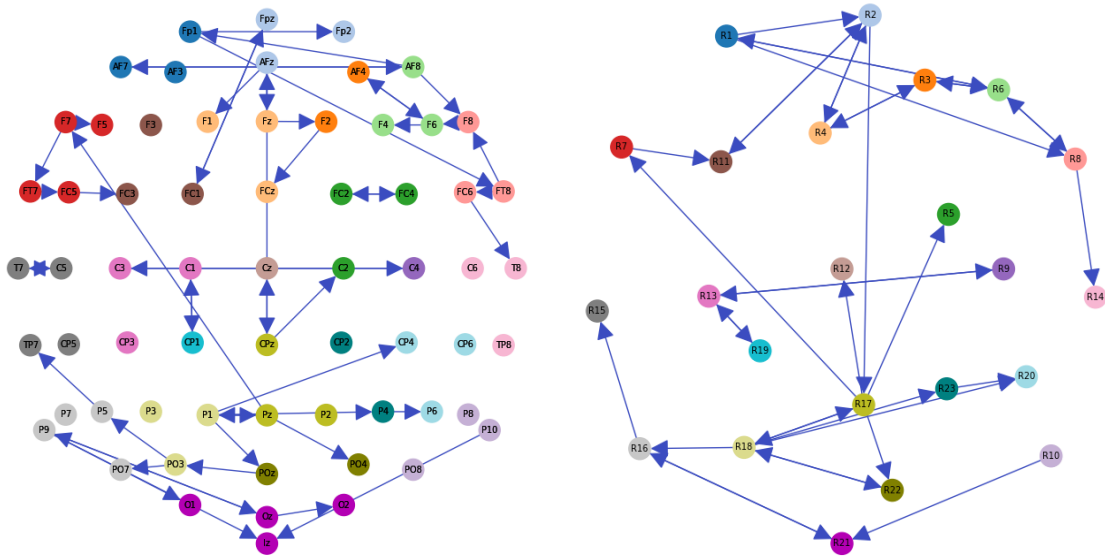 Fpz
Fp1 Fp2
AF7 AF3 AFz AF4 AF8
F7 F5 F3 F1 Fz F2 F4 F6 F8
FT7 FC5 FC3 FC1 FCz FC2 FC4 FC6 FT8
T7 C5 C3 C1 Cz C2 C4 C6 T8
TP7 CP5 CP3 CP1 CPz CP2 CP4 CP6 TP8
P9 P7 P5 P3 P1 Pz P2 P4 P6 P8 P10
PO7 PO3 POz PO4 PO8
O1 Oz O2
Iz
R2
R1
R3 R6
R4
R7 R11 R8
R5
R12 R9
R13 R14
R15
R19
R23 R20
R17
R16 R18 R10
R22
R21